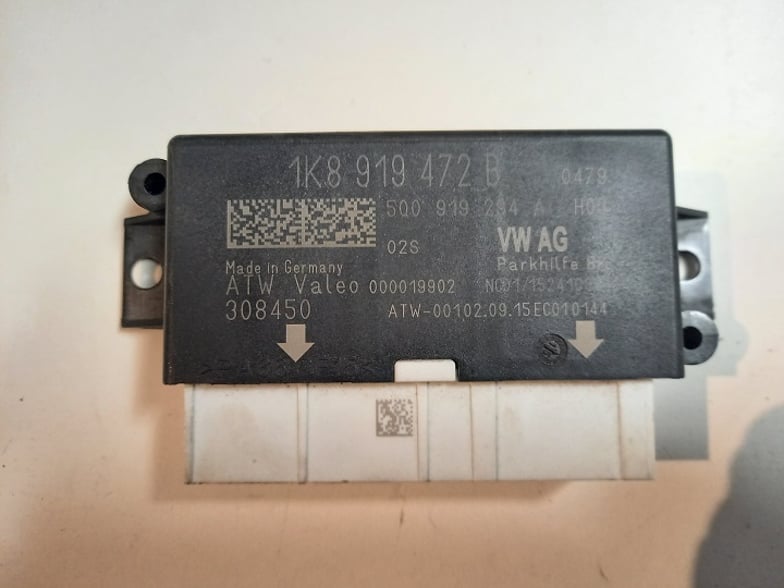 1K8 919 472 B 0479
5Q0 919 294 A
02S VW AG
Made in Germany Parkhilfe
ATW Valeo 000019902
308450 ATW-00102.09.15EC010144